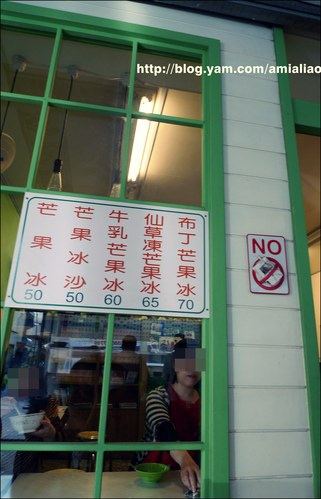 http://blog.yam.com/amialiao
布丁芒果冰 70
仙草凍芒果冰 65
牛乳芒果冰 60
芒果冰沙 50
芒果冰 50
NO